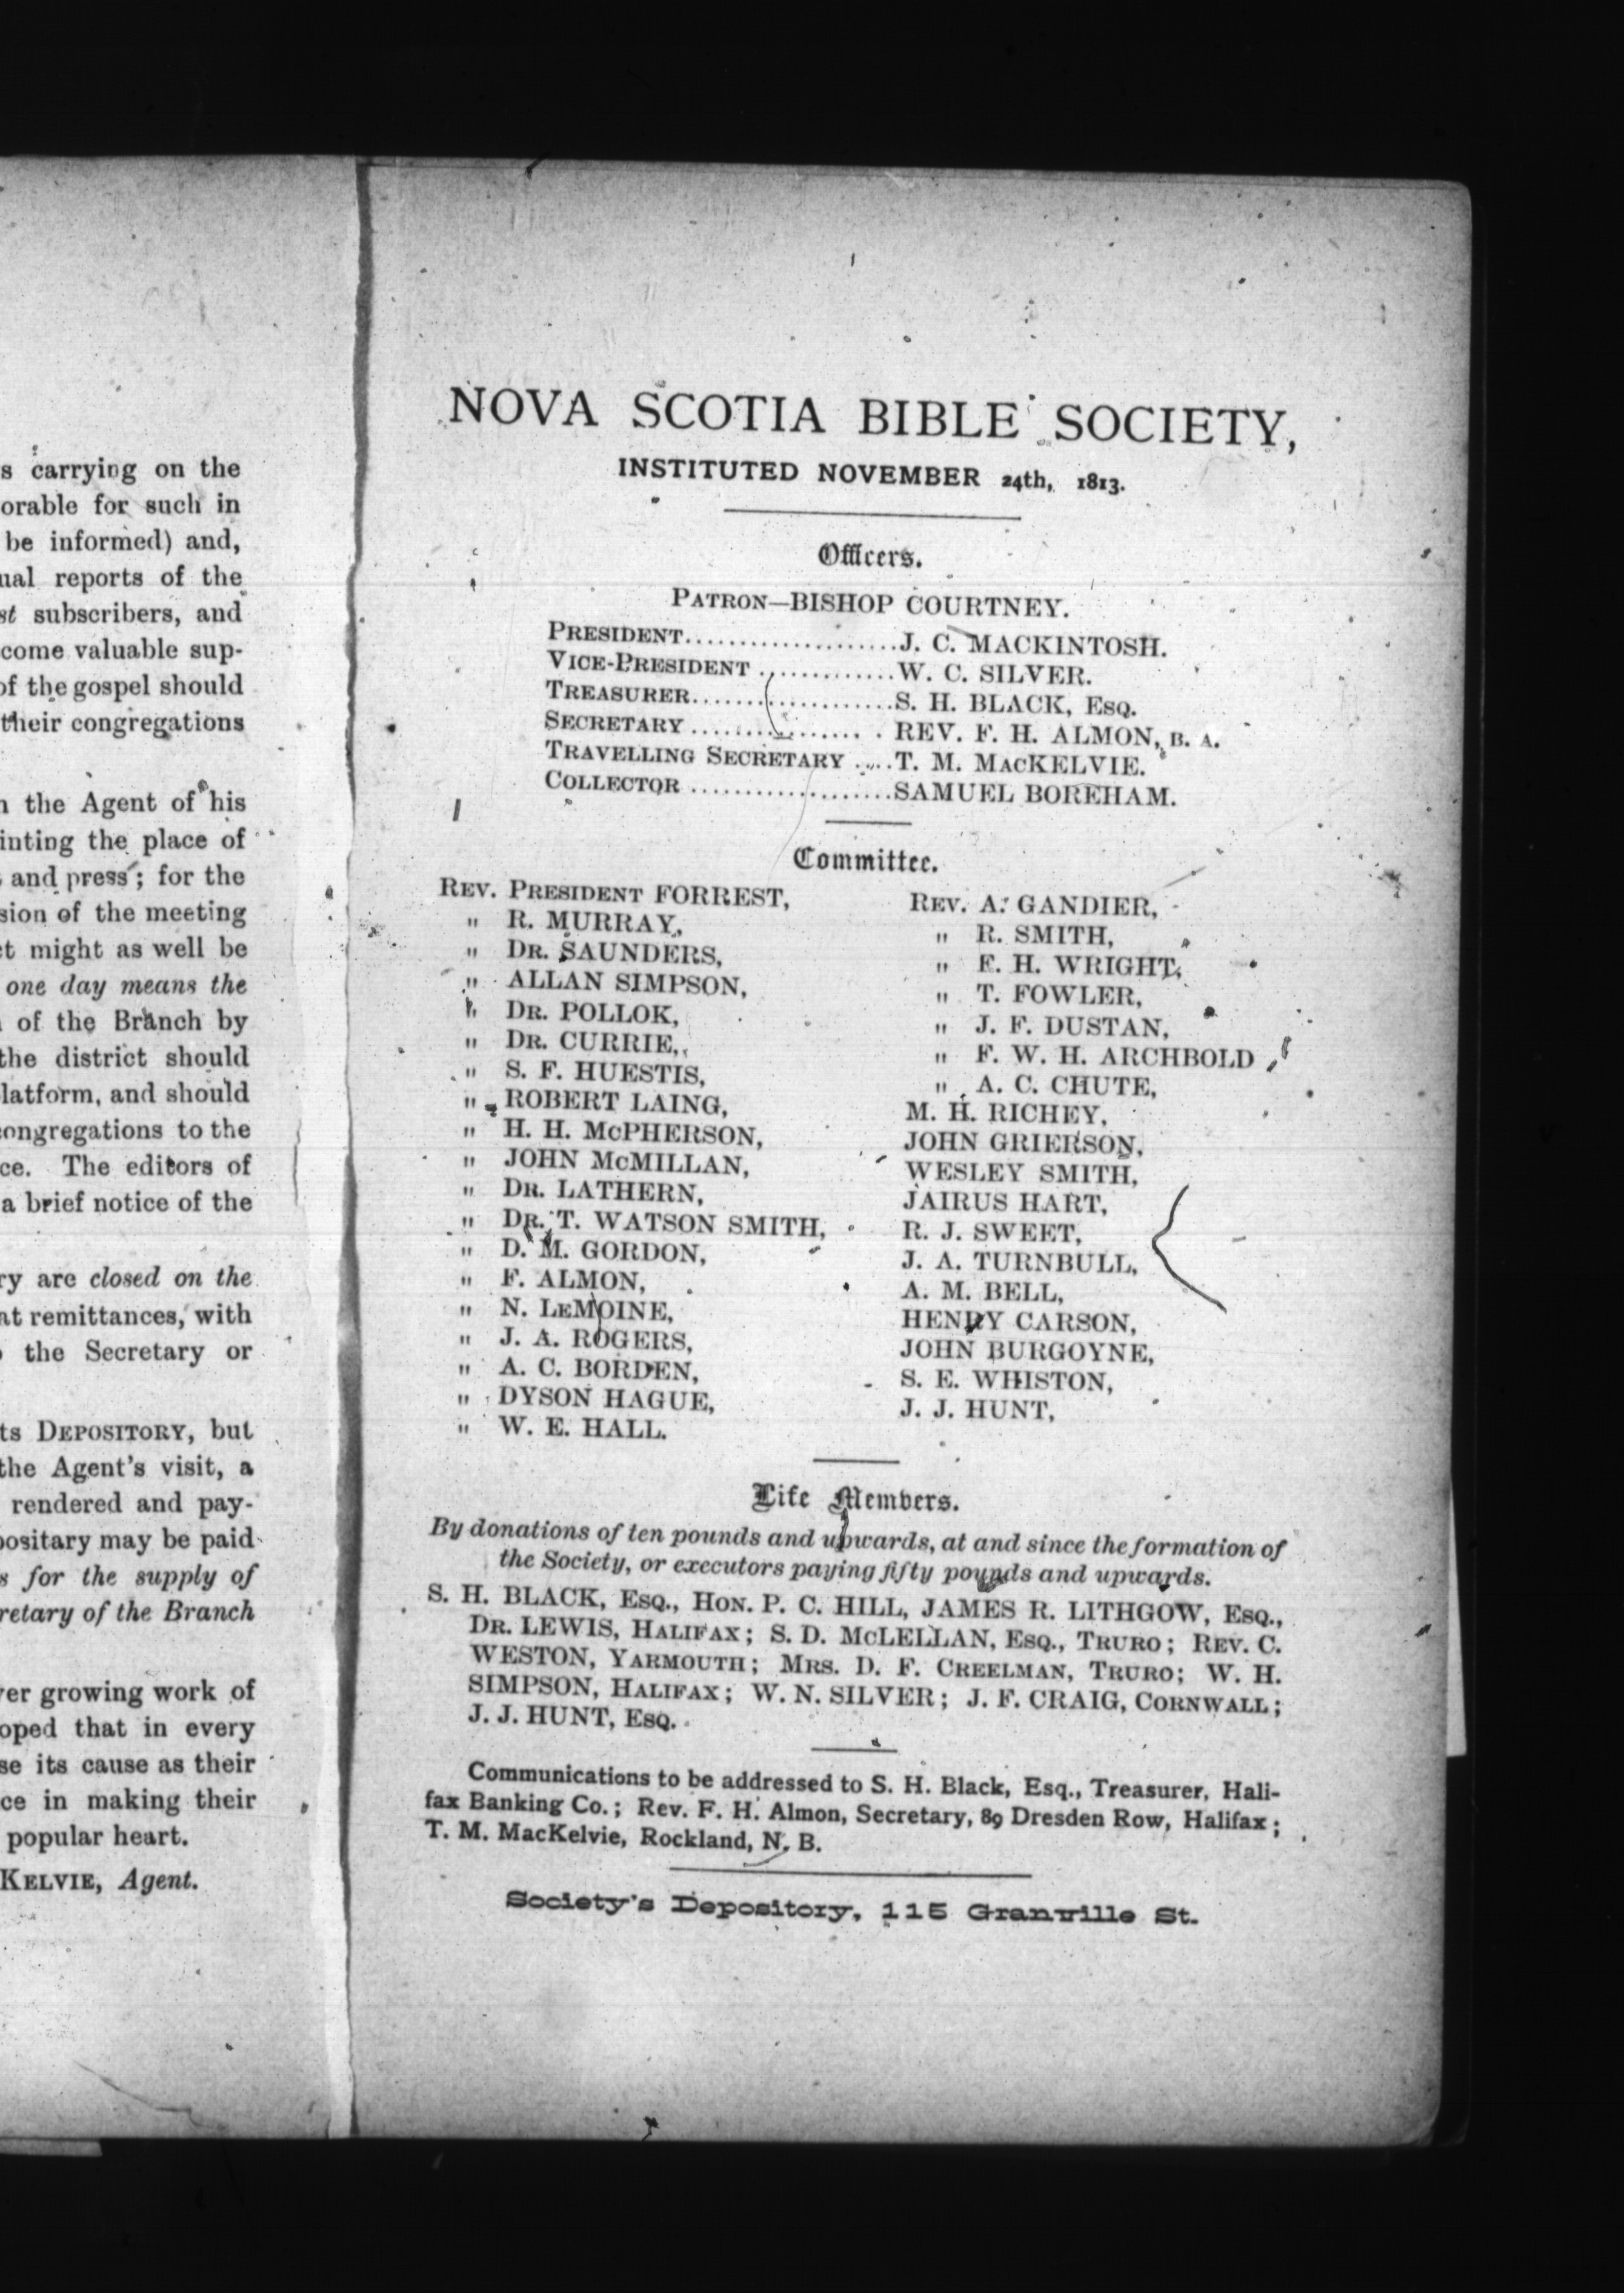 s carrying on the
orable for such in
be informed) and,
ual reports of the
st subscribers, and
come valuable sup-
of the gospel should
their congregations
n the Agent of his
inting the place of
and press ; for the
sion of the meeting
ct might as well be
one day means the
of the Branch by
the district should
latform, and should
congregations to the
ce. The editors of
a brief notice of the
ry are closed on the
at remittances, with
the Secretary or
ts DEPOSITORY, but
the Agent's visit, a
rendered and pay-
positary may be paid
s for the supply of
retary of the Branch
ver growing work of
oped that in every
se its cause as their
ce in making their
popular heart.
KELVIE, Agent.
NOVA SCOTIA BIBLE SOCIETY,
INSTITUTED NOVEMBER 24th, 1813.
Officers.
PATRON—BISHOP COURTNEY.
PRESIDENT.....................J. C. MACKINTOSH.
VICE-PRESIDENT .............W. C. SILVER.
TREASURER....................S. H. BLACK, ESQ.
SECRETARY .................. REV. F. H. ALMON, B. A.
TRAVELLING SECRETARY ....T. M. MACKELVIE.
COLLECTOR ....................SAMUEL BOREHAM.
Committee.
REV. PRESIDENT FORREST,
" R. MURRAY,
" DR. SAUNDERS,
" ALLAN SIMPSON,
" DR. POLLOK,
" DR. CURRIE,
" S. F. HUESTIS,
" ROBERT LAING,
" H. H. McPHERSON,
" JOHN McMILLAN,
" DR. LATHERN,
" DR. T. WATSON SMITH,
" D. M. GORDON,
" F. ALMON,
" N. LEMOINE,
" J. A. ROGERS,
" A. C. BORDEN,
" DYSON HAGUE,
" W. E. HALL.
REV. A. GANDIER,
" R. SMITH,
" F. H. WRIGHT,
" T. FOWLER,
" J. F. DUSTAN,
" F. W. H. ARCHBOLD,
" A. C. CHUTE,
M. H. RICHEY,
JOHN GRIERSON,
WESLEY SMITH,
JAIRUS HART,
R. J. SWEET,
J. A. TURNBULL,
A. M. BELL,
HENRY CARSON,
JOHN BURGOYNE,
S. E. WHISTON,
J. J. HUNT,
Life Members.
By donations of ten pounds and upwards, at and since the formation of
the Society, or executors paying fifty pounds and upwards.
S. H. BLACK, ESQ., HON. P. C. HILL, JAMES R. LITHGOW, ESQ.,
DR. LEWIS, HALIFAX; S. D. McLELLAN, ESQ., TRURO; REV. C.
WESTON, YARMOUTH; MRS. D. F. CREELMAN, TRURO; W. H.
SIMPSON, HALIFAX; W. N. SILVER; J. F. CRAIG, CORNWALL;
J. J. HUNT, ESQ.
Communications to be addressed to S. H. Black, Esq., Treasurer, Hali-
fax Banking Co.; Rev. F. H. Almon, Secretary, 89 Dresden Row, Halifax;
T. M. MacKelvie, Rockland, N. B.
Society's Depository, 115 Granville St.